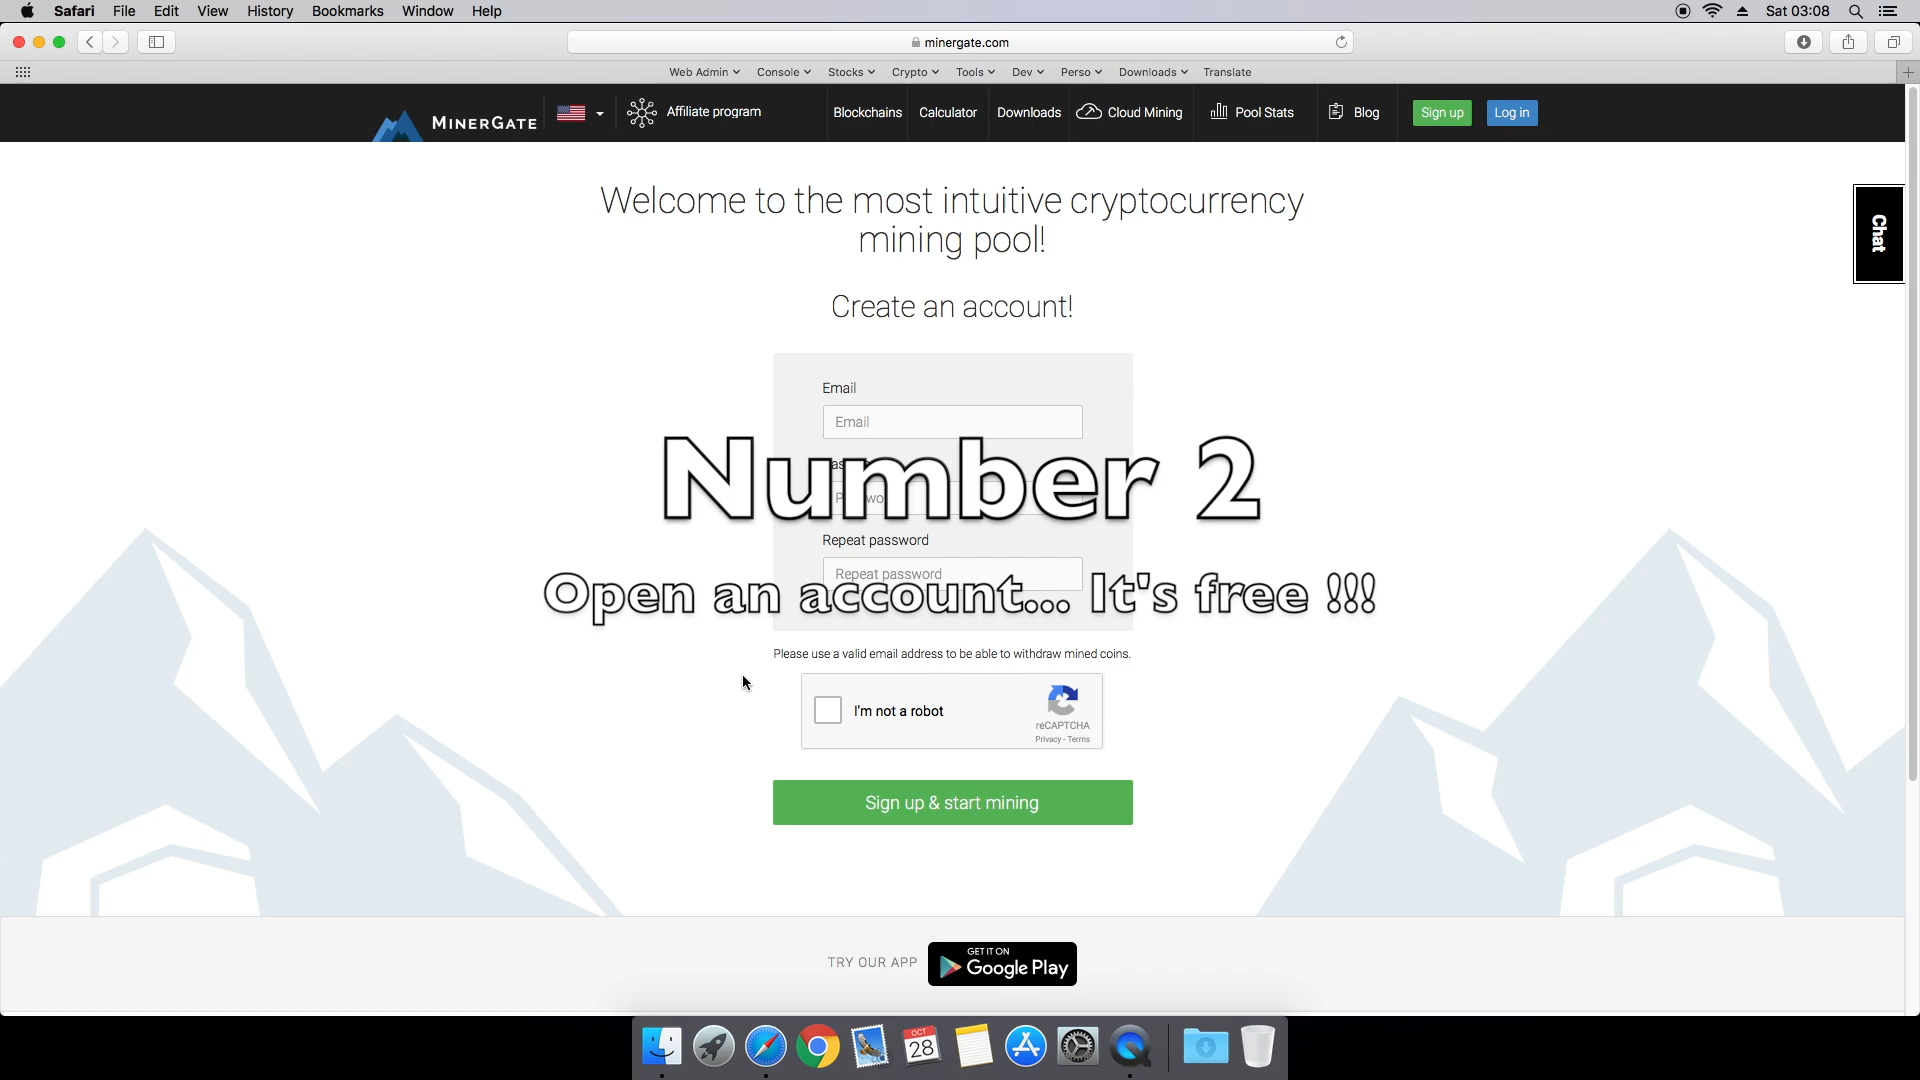 Safari File Edit View History Bookmarks Window Help Sat 03:08
minergate.com
Web Admin Console Stocks Crypto Tools Dev Perso Downloads Translate
MINERGATE Affiliate program Blockchains Calculator Downloads Cloud Mining Pool Stats Blog Sign up Log in
Welcome to the most intuitive cryptocurrency
mining pool!
Chat
Create an account!
Email
Email
Number 2
Repeat password
Repeat password
Open an account... It's free !!!
Please use a valid email address to be able to withdraw mined coins.
I'm not a robot
reCAPTCHA
Privacy - Terms
Sign up & start mining
TRY OUR APP
GET IT ON
Google Play
OCT
28